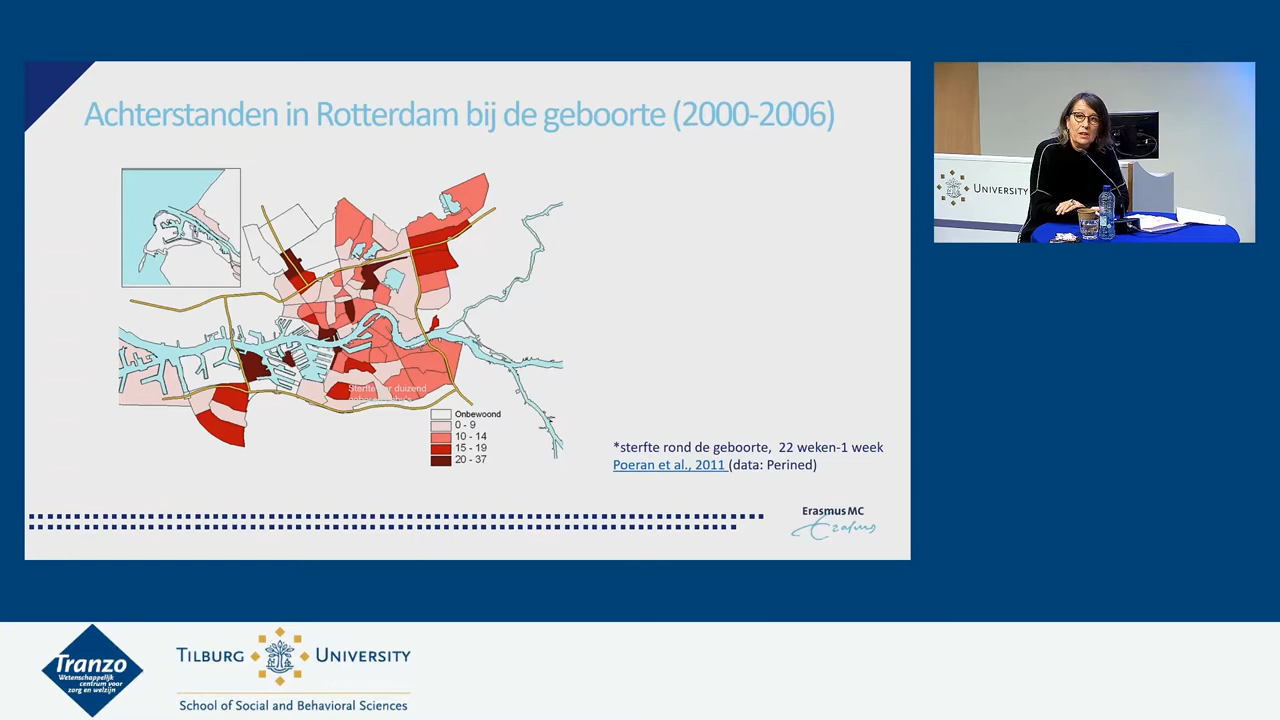 Achterstanden in Rotterdam bij de geboorte (2000-2006)
UNIVERSITY
duizend
Onbewoond
0 - 9
10 - 14
15 - 19
20 - 37
*sterfte rond de geboorte, 22 weken-1 week
Poeran et al., 2011 (data: Perined)
Erasmus MC
Erasmus
Tranzo
Wetenschappelijk
centrum voor
zorg en welzijn
TILBURG UNIVERSITY
School of Social and Behavioral Sciences